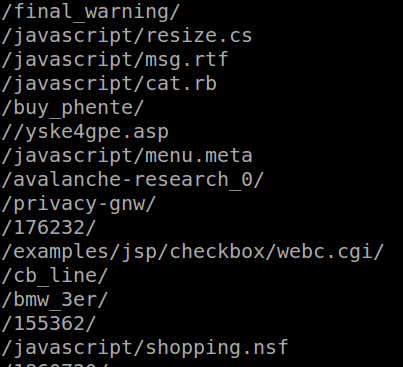 /final_warning/
/javascript/resize.cs
/javascript/msg.rtf
/javascript/cat.rb
/buy_phente/
//yske4gpe.asp
/javascript/menu.meta
/avalanche-research_0/
/privacy-gnw/
/176232/
/examples/jsp/checkbox/webc.cgi/
/cb_line/
/bmw_3er/
/155362/
/javascript/shopping.nsf